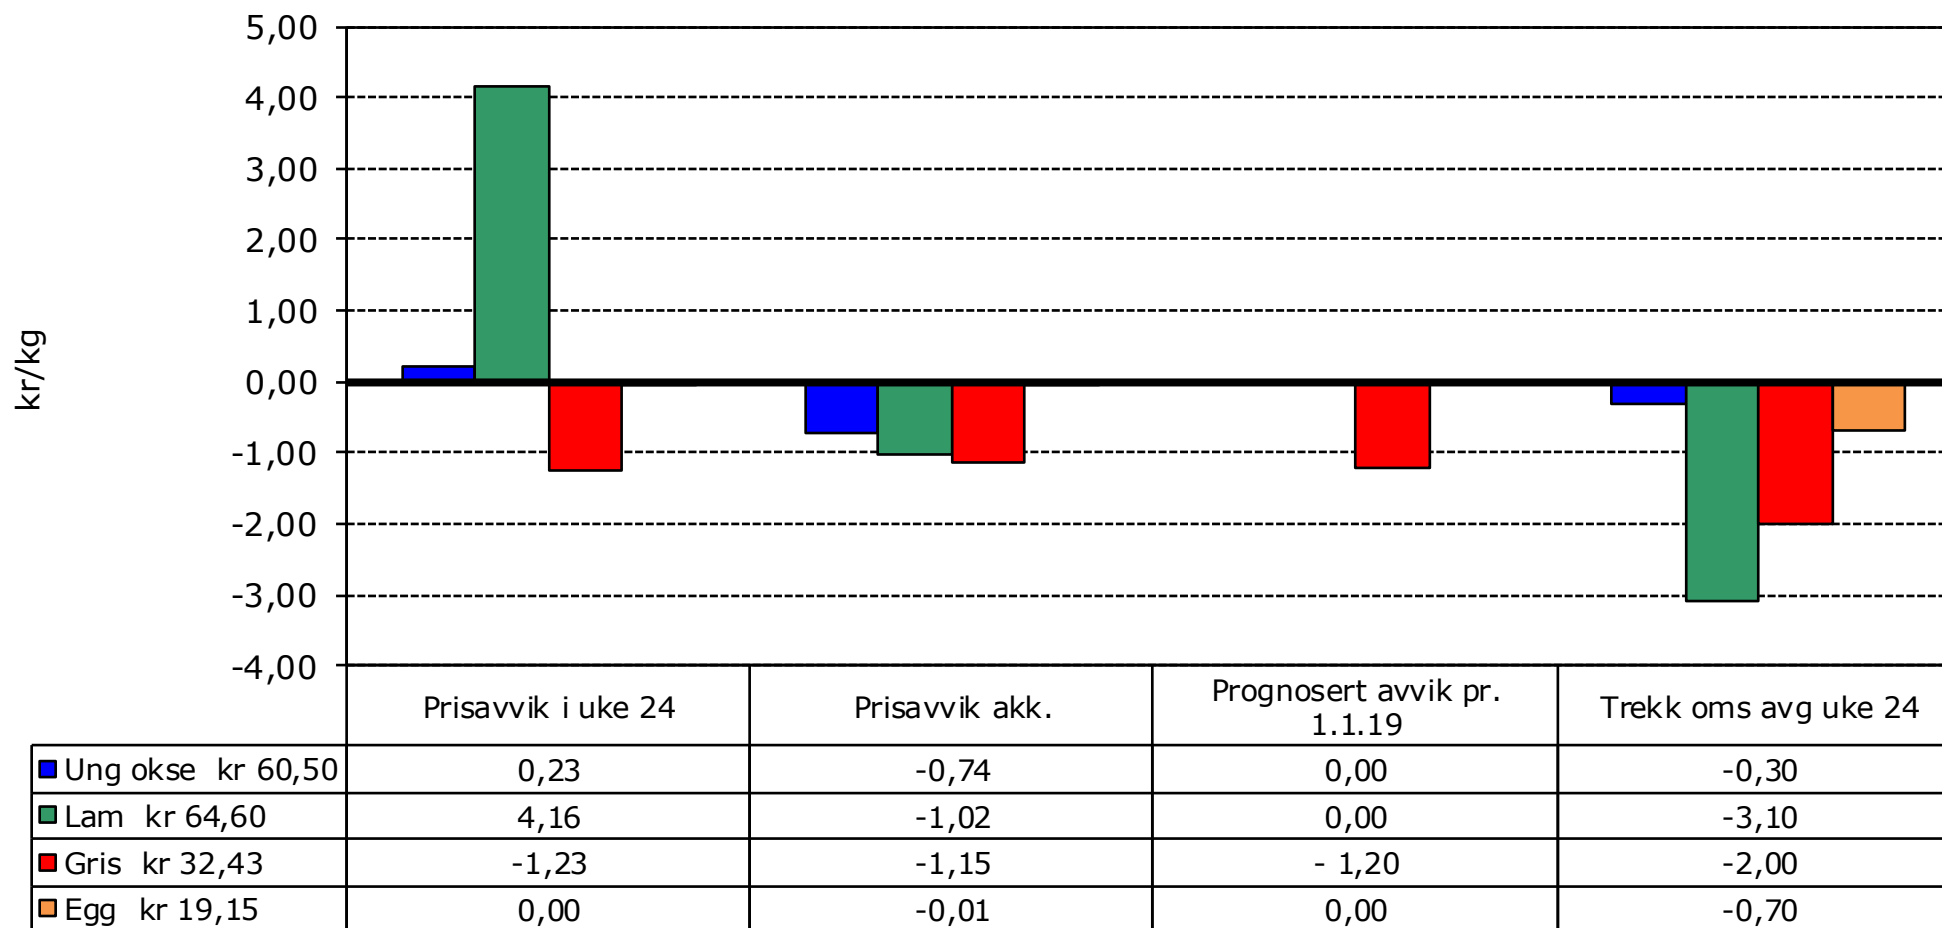 5,00
4,00
3,00
2,00
1,00
0,00
-1,00
-2,00
-3,00
-4,00
kr/kg
Prisavvik i uke 24
Prisavvik akk.
Prognosert avvik pr.
1.1.19
Trekk oms avg uke 24
Ung okse kr 60,50 0,23 -0,74 0,00 -0,30
Lam kr 64,60 4,16 -1,02 0,00 -3,10
Gris kr 32,43 -1,23 -1,15 - 1,20 -2,00
Egg kr 19,15 0,00 -0,01 0,00 -0,70